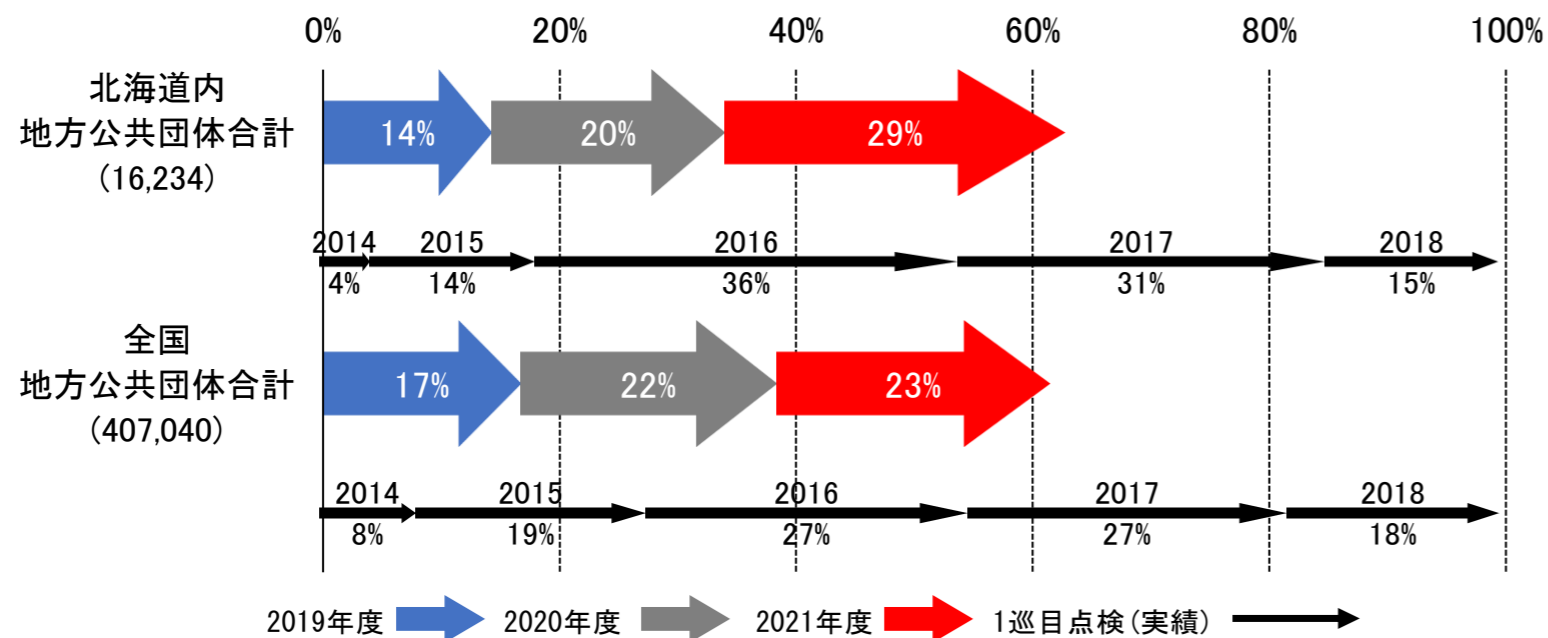 0% 20% 40% 60% 80% 100%
北海道内
地方公共団体合計
(16,234)
14% 20% 29%
2014 2015 2016 2017 2018
4% 14% 36% 31% 15%
全国
地方公共団体合計
(407,040)
17% 22% 23%
2014 2015 2016 2017 2018
8% 19% 27% 27% 18%
2019年度 2020年度 2021年度 1巡目点検(実績)